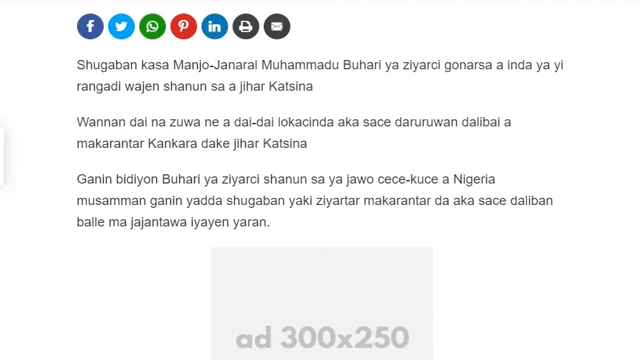 Shugaban kasa Manjo-Janaral Muhammadu Buhari ya ziyarci gonarsa a inda ya yi
rangadi wajen shanun sa a jihar Katsina
Wannan dai na zuwa ne a dai-dai lokacinda aka sace daruruwan dalibai a
makarantar Kankara dake jihar Katsina
Ganin bidiyon Buhari ya ziyarci shanun sa ya jawo cece-kuce a Nigeria
musamman ganin yadda shugaban yaki ziyartar makarantar da aka sace daliban
balle ma jajantawa iyayen yaran.
ad 300x250